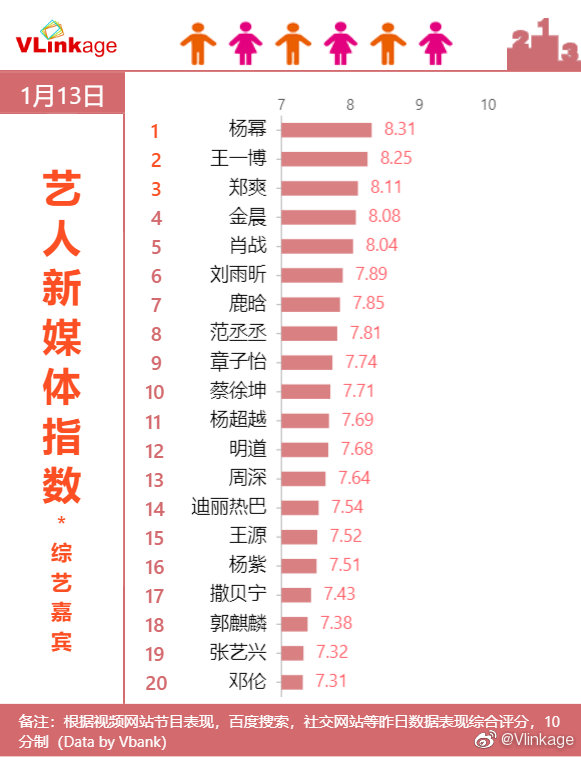 VLinkage
1
2
3
1月13日
艺人新媒体指数
*综艺嘉宾
7 8 9 10
1 杨幂 8.31
2 王一博 8.25
3 郑爽 8.11
4 金晨 8.08
5 肖战 8.04
6 刘雨昕 7.89
7 鹿晗 7.85
8 范丞丞 7.81
9 章子怡 7.74
10 蔡徐坤 7.71
11 杨超越 7.69
12 明道 7.68
13 周深 7.64
14 迪丽热巴 7.54
15 王源 7.52
16 杨紫 7.51
17 撒贝宁 7.43
18 郭麒麟 7.38
19 张艺兴 7.32
20 邓伦 7.31
备注：根据视频网站节目表现，百度搜索，社交网站等昨日数据表现综合评分，10
分制（Data by Vbank）
@Vlinkage